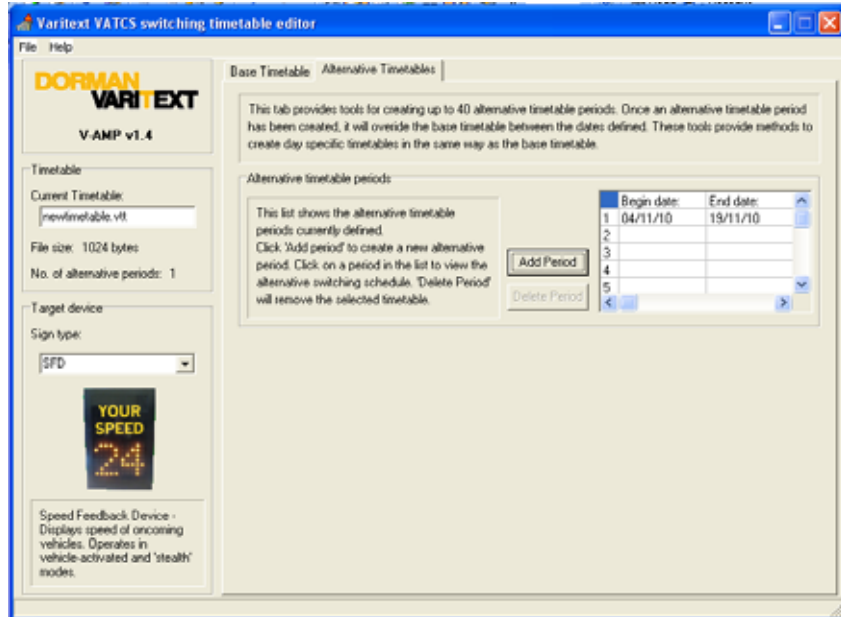 Varitext VATCS switching timetable editor
File Help
DORMAN
VARITEXT
V-AMP v1.4
Timetable
Current Timetable:
newtimetable.vtt
File size: 1024 bytes
No. of alternative periods: 1
Target device
Sign type:
SFD
YOUR
SPEED
24
Speed Feedback Device -
Displays speed of oncoming
vehicles. Operates in
vehicle-activated and 'stealth'
modes.
Base Timetable Alternative Timetables
This tab provides tools for creating up to 40 alternative timetable periods. Once an alternative timetable period
has been created, it will overide the base timetable between the dates defined. These tools provide methods to
create day specific timetables in the same way as the base timetable.
Alternative timetable periods
This list shows the alternative timetable
periods currently defined.
Click 'Add period' to create a new alternative
period. Click on a period in the list to view the
alternative switching schedule. 'Delete Period'
will remove the selected timetable.
Add Period
Delete Period
Begin date: End date:
1 04/11/10 19/11/10
2
3
4
5